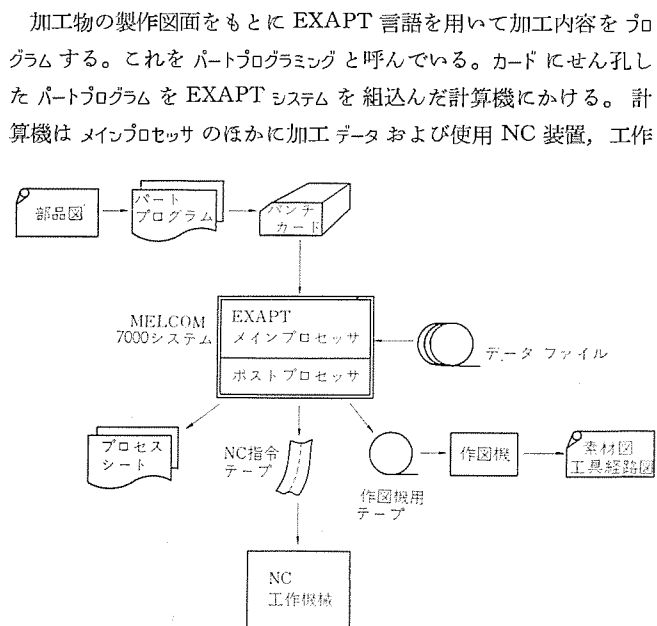 加工物の製作図面をもとに EXAPT 言語を用いて加工内容を プロ
グラム する。これを パートプログラミング と呼んでいる。カード にせん孔し
た パートプログラム を EXAPT システム を 組込んだ計算機にかける。 計
算機は メインプロセッサ のほかに加工 データ および使用 NC 装置，工作
部品図
パート
プログラム
パンチ
カード
MELCOM
7000システム
EXAPT
メインプロセッサ
ポストプロセッサ
データ ファイル
プロセス
シート
NC指令
テープ
作図機用
テープ
作図機
素材図
工具経路図
NC
工作機械